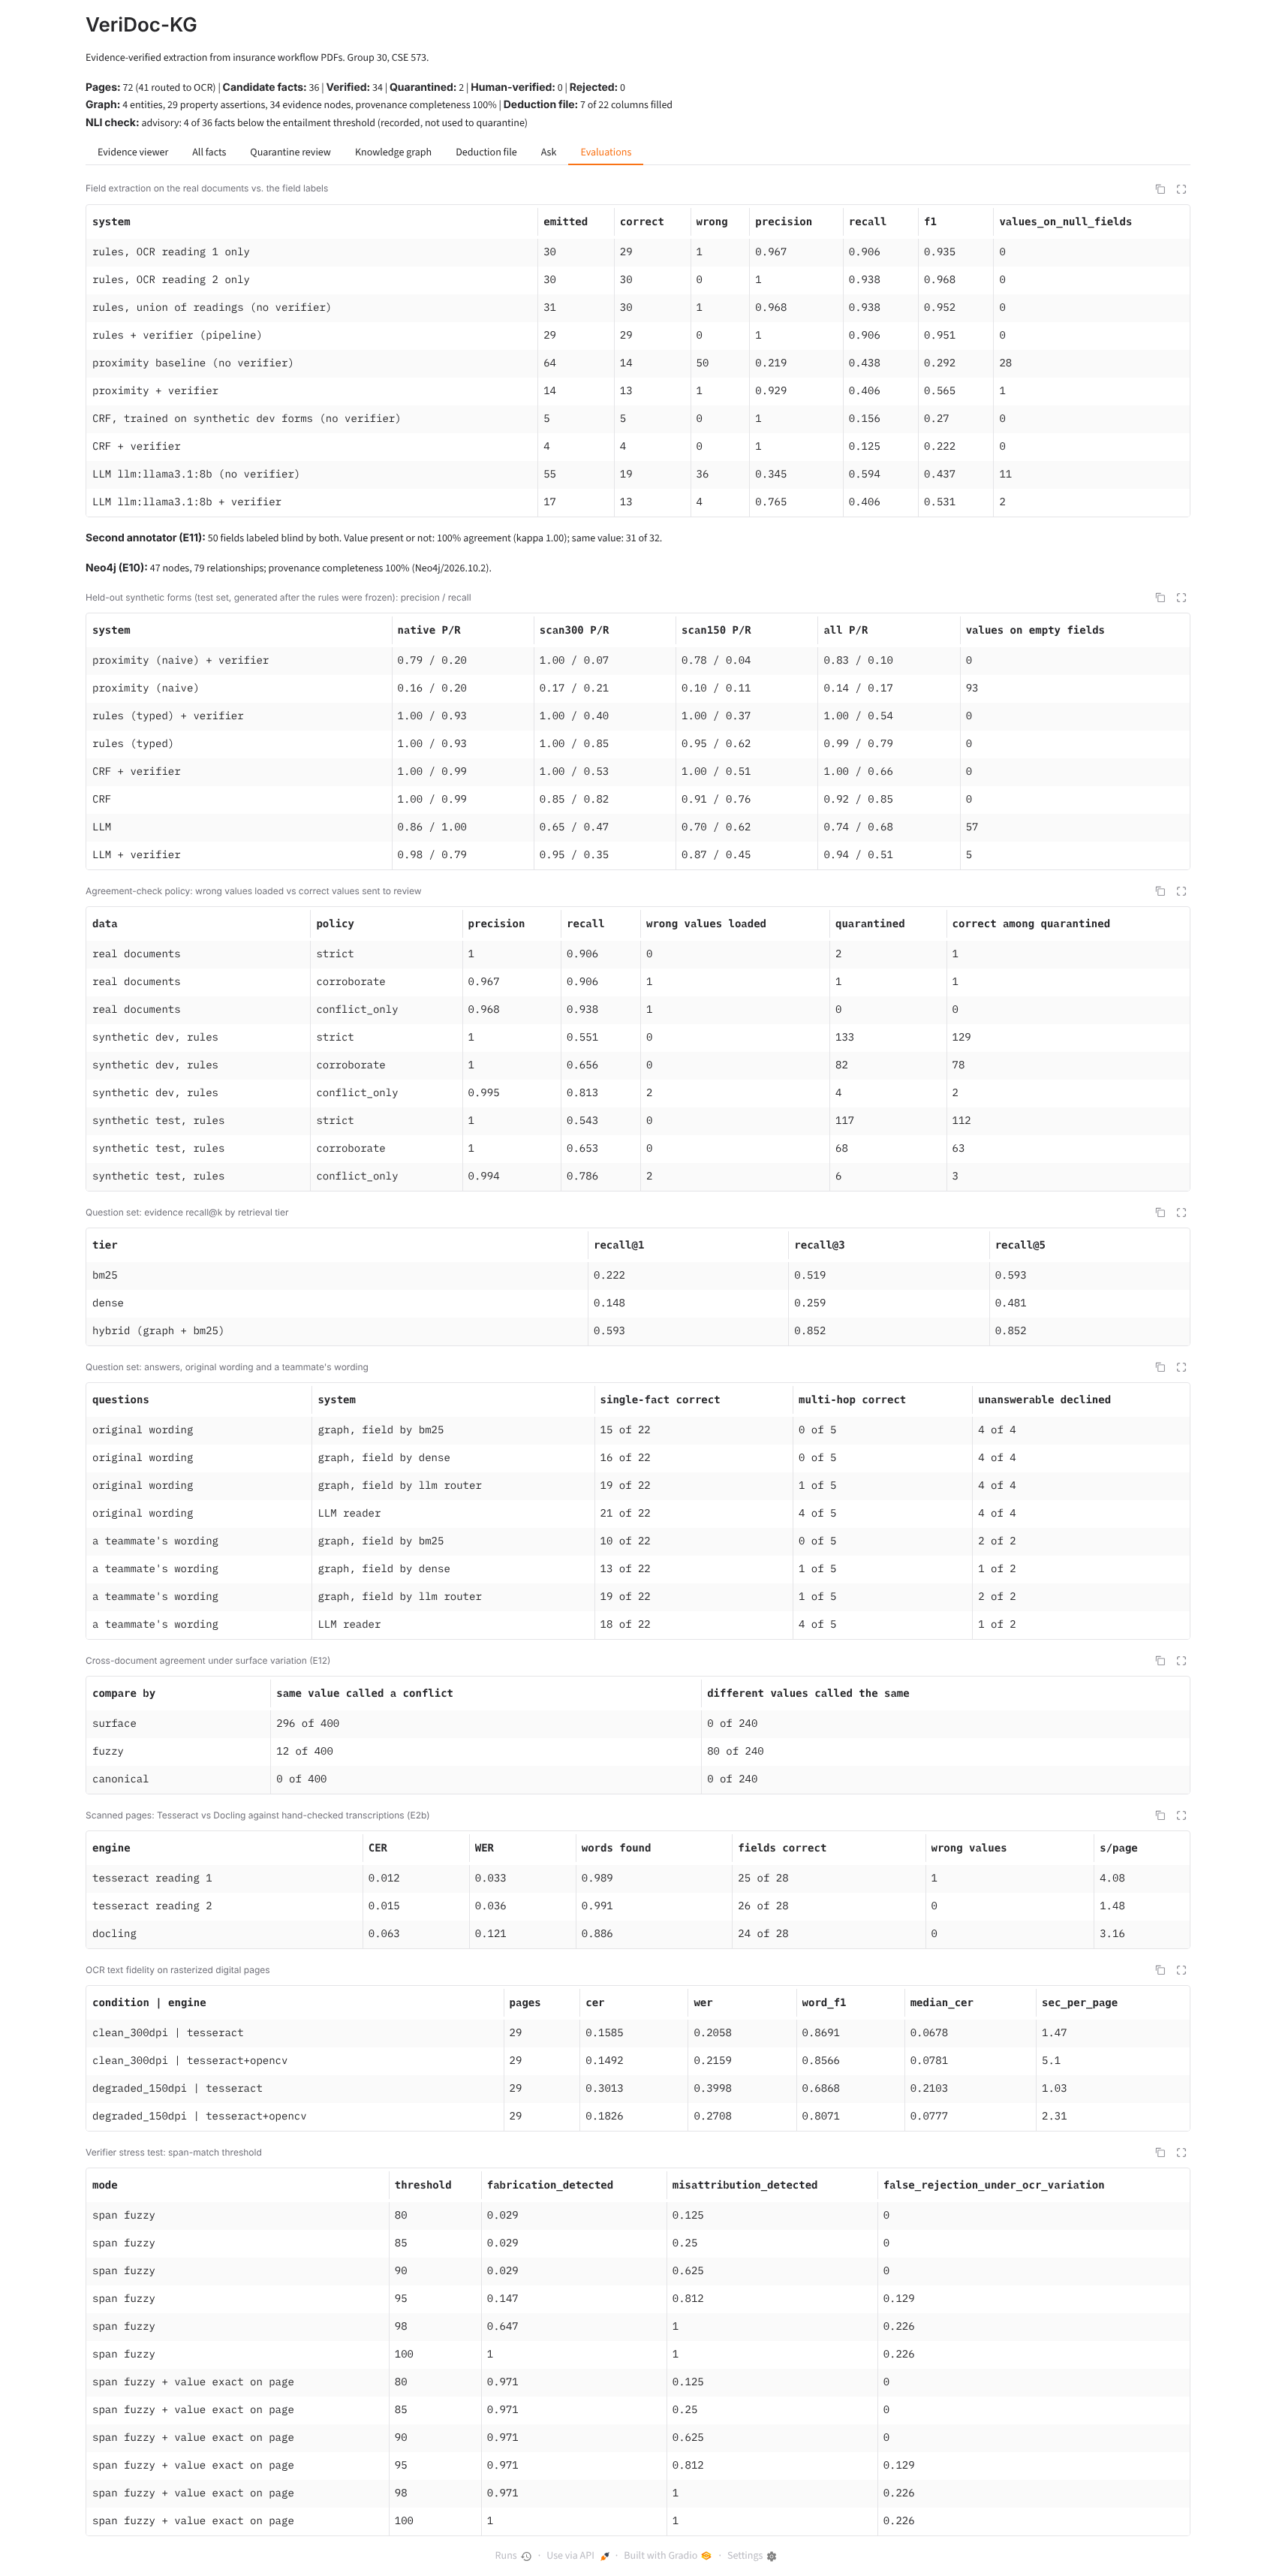 VeriDoc-KG
Evidence-verified extraction from insurance workflow PDFs. Group 30, CSE 573.
Pages: 72 (41 routed to OCR) | Candidate facts: 36 | Verified: 34 | Quarantined: 2 | Human-verified: 0 | Rejected: 0
Graph: 4 entities, 29 property assertions, 34 evidence nodes, provenance completeness 100% | Deduction file: 7 of 22 columns filled
NLI check: advisory: 4 of 36 facts below the entailment threshold (recorded, not used to quarantine)
Evidence viewer All facts Quarantine review Knowledge graph Deduction file Ask Evaluations
Field extraction on the real documents vs. the field labels
system emitted correct wrong precision recall f1 values_on_null_fields
rules, OCR reading 1 only 30 29 1 0.967 0.906 0.935 0
rules, OCR reading 2 only 30 30 0 1 0.938 0.968 0
rules, union of readings (no verifier) 31 30 1 0.968 0.938 0.952 0
rules + verifier (pipeline) 29 29 0 1 0.906 0.951 0
proximity baseline (no verifier) 64 14 50 0.219 0.438 0.292 28
proximity + verifier 14 13 1 0.929 0.406 0.565 1
CRF, trained on synthetic dev forms (no verifier) 5 5 0 1 0.156 0.27 0
CRF + verifier 4 4 0 1 0.125 0.222 0
LLM llm:llama3.1:8b (no verifier) 55 19 36 0.345 0.594 0.437 11
LLM llm:llama3.1:8b + verifier 17 13 4 0.765 0.406 0.531 2
Second annotator (E11): 50 fields labeled blind by both. Value present or not: 100% agreement (kappa 1.00); same value: 31 of 32.
Neo4j (E10): 47 nodes, 79 relationships; provenance completeness 100% (Neo4j/2026.10.2).
Held-out synthetic forms (test set, generated after the rules were frozen): precision / recall
system native P/R scan300 P/R scan150 P/R all P/R values on empty fields
proximity (naive) + verifier 0.79 / 0.20 1.00 / 0.07 0.78 / 0.04 0.83 / 0.10 0
proximity (naive) 0.16 / 0.20 0.17 / 0.21 0.10 / 0.11 0.14 / 0.17 93
rules (typed) + verifier 1.00 / 0.93 1.00 / 0.40 1.00 / 0.37 1.00 / 0.54 0
rules (typed) 1.00 / 0.93 1.00 / 0.85 0.95 / 0.62 0.99 / 0.79 0
CRF + verifier 1.00 / 0.99 1.00 / 0.53 1.00 / 0.51 1.00 / 0.66 0
CRF 1.00 / 0.99 0.85 / 0.82 0.91 / 0.76 0.92 / 0.85 0
LLM 0.86 / 1.00 0.65 / 0.47 0.70 / 0.62 0.74 / 0.68 57
LLM + verifier 0.98 / 0.79 0.95 / 0.35 0.87 / 0.45 0.94 / 0.51 5
Agreement-check policy: wrong values loaded vs correct values sent to review
data policy precision recall wrong values loaded quarantined correct among quarantined
real documents strict 1 0.906 0 2 1
real documents corroborate 0.967 0.906 1 1 1
real documents conflict_only 0.968 0.938 1 0 0
synthetic dev, rules strict 1 0.551 0 133 129
synthetic dev, rules corroborate 1 0.656 0 82 78
synthetic dev, rules conflict_only 0.995 0.813 2 4 2
synthetic test, rules strict 1 0.543 0 117 112
synthetic test, rules corroborate 1 0.653 0 68 63
synthetic test, rules conflict_only 0.994 0.786 2 6 3
Question set: evidence recall@k by retrieval tier
tier recall@1 recall@3 recall@5
bm25 0.222 0.519 0.593
dense 0.148 0.259 0.481
hybrid (graph + bm25) 0.593 0.852 0.852
Question set: answers, original wording and a teammate's wording
questions system single-fact correct multi-hop correct unanswerable declined
original wording graph, field by bm25 15 of 22 0 of 5 4 of 4
original wording graph, field by dense 16 of 22 0 of 5 4 of 4
original wording graph, field by llm router 19 of 22 1 of 5 4 of 4
original wording LLM reader 21 of 22 4 of 5 4 of 4
a teammate's wording graph, field by bm25 10 of 22 0 of 5 2 of 2
a teammate's wording graph, field by dense 13 of 22 1 of 5 1 of 2
a teammate's wording graph, field by llm router 19 of 22 1 of 5 2 of 2
a teammate's wording LLM reader 18 of 22 4 of 5 1 of 2
Cross-document agreement under surface variation (E12)
compare by same value called a conflict different values called the same
surface 296 of 400 0 of 240
fuzzy 12 of 400 80 of 240
canonical 0 of 400 0 of 240
Scanned pages: Tesseract vs Docling against hand-checked transcriptions (E2b)
engine CER WER words found fields correct wrong values s/page
tesseract reading 1 0.012 0.033 0.989 25 of 28 1 4.08
tesseract reading 2 0.015 0.036 0.991 26 of 28 0 1.48
docling 0.063 0.121 0.886 24 of 28 0 3.16
OCR text fidelity on rasterized digital pages
condition | engine pages cer wer word_f1 median_cer sec_per_page
clean_300dpi | tesseract 29 0.1585 0.2058 0.8691 0.0678 1.47
clean_300dpi | tesseract+opencv 29 0.1492 0.2159 0.8566 0.0781 5.1
degraded_150dpi | tesseract 29 0.3013 0.3998 0.6868 0.2103 1.03
degraded_150dpi | tesseract+opencv 29 0.1826 0.2708 0.8071 0.0777 2.31
Verifier stress test: span-match threshold
mode threshold fabrication_detected misattribution_detected false_rejection_under_ocr_variation
span fuzzy 80 0.029 0.125 0
span fuzzy 85 0.029 0.25 0
span fuzzy 90 0.029 0.625 0
span fuzzy 95 0.147 0.812 0.129
span fuzzy 98 0.647 1 0.226
span fuzzy 100 1 1 0.226
span fuzzy + value exact on page 80 0.971 0.125 0
span fuzzy + value exact on page 85 0.971 0.25 0
span fuzzy + value exact on page 90 0.971 0.625 0
span fuzzy + value exact on page 95 0.971 0.812 0.129
span fuzzy + value exact on page 98 0.971 1 0.226
span fuzzy + value exact on page 100 1 1 0.226
Runs · Use via API · Built with Gradio · Settings